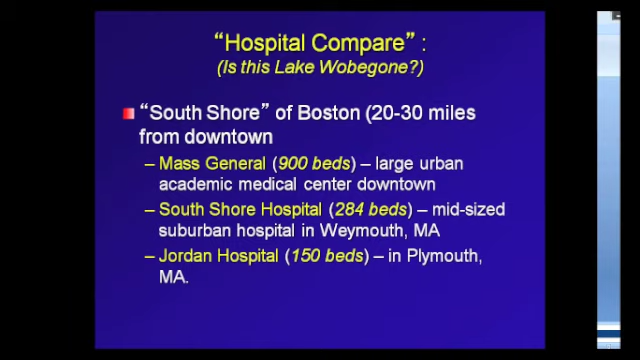 “Hospital Compare” :
(Is this Lake Wobegone?)
“South Shore” of Boston (20-30 miles
from downtown
– Mass General (900 beds) – large urban
academic medical center downtown
– South Shore Hospital (284 beds) – mid-sized
suburban hospital in Weymouth, MA
– Jordan Hospital (150 beds) – in Plymouth,
MA.